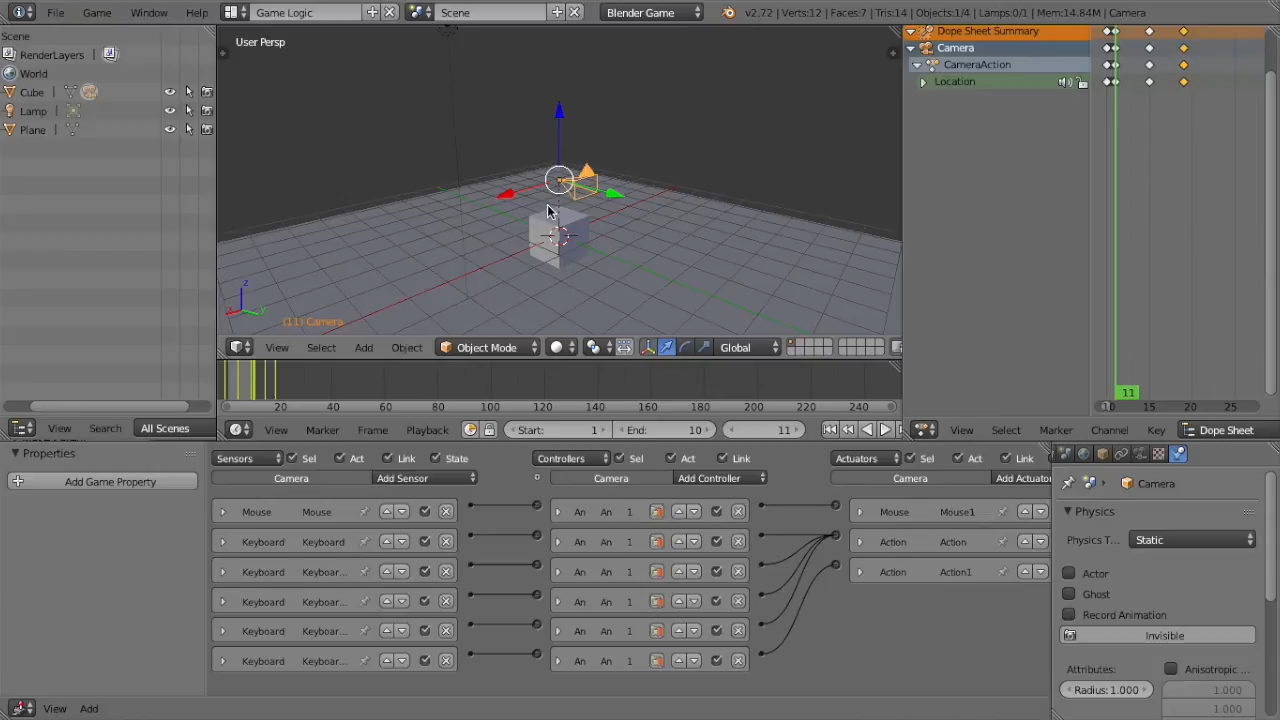 File Game Window Help Game Logic Scene Blender Game v2.72 | Verts:12 | Faces:7 | Tris:14 | Objects:1/4 | Lamps:0/1 | Mem:14.84M | Camera
Scene
RenderLayers
World
Cube
Lamp
Plane
User Persp
(11) Camera
Dope Sheet Summary
Camera
CameraAction
Location
11
View Select Add Object Object Mode Global
20 40 60 80 100 120 140 160 180 200 220 240
15 20 25
View Search All Scenes
View Marker Frame Playback Start: 1 End: 10 11
View Select Marker Channel Key Dope Sheet
Properties
Add Game Property
Sensors Sel Act Link State
Controllers Sel Act Link
Actuators Sel Act Link
Camera Add Sensor
Camera Add Controller
Camera Add Actuator
Mouse Mouse An An 1 Mouse Mouse1
Keyboard Keyboard An An 1 Action Action
Keyboard Keyboar... An An 1 Action Action1
Keyboard Keyboar... An An 1
Keyboard Keyboar... An An 1
Keyboard Keyboar... An An 1
Camera
Physics
Physics T... Static
Actor
Ghost
Record Animation
Invisible
Attributes: Anisotropic ...
Radius: 1.000 1.000
1.000
View Add